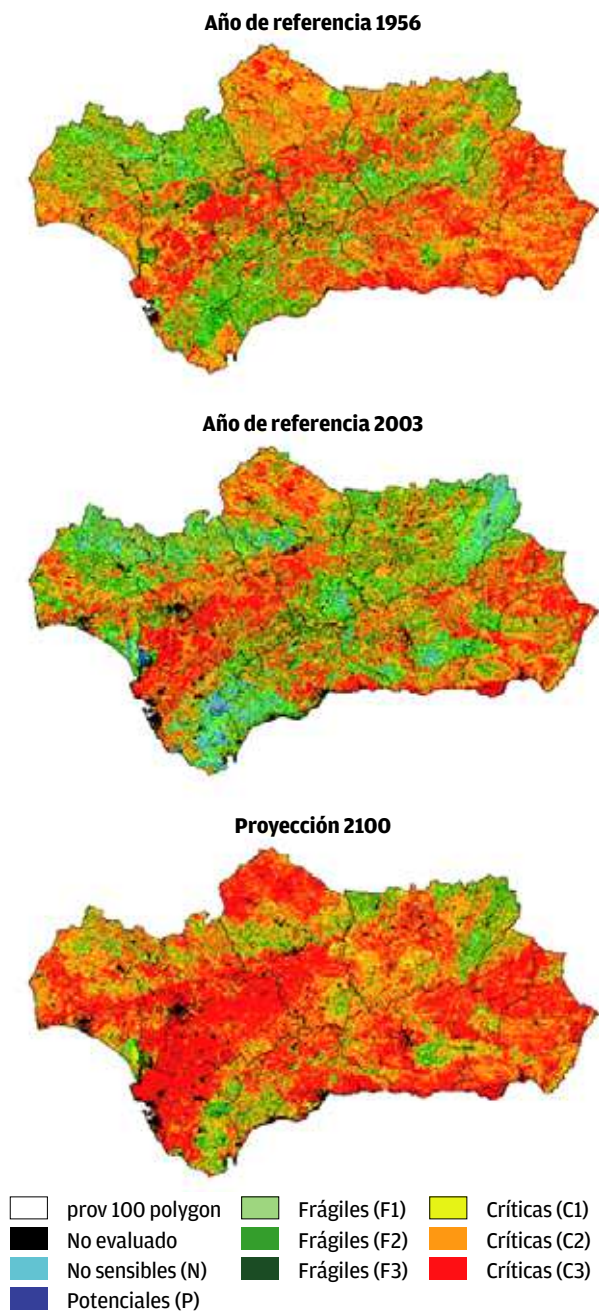 Año de referencia 1956
Año de referencia 2003
Proyección 2100
prov 100 polygon
No evaluado
No sensibles (N)
Potenciales (P)
Frágiles (F1)
Frágiles (F2)
Frágiles (F3)
Críticas (C1)
Críticas (C2)
Críticas (C3)